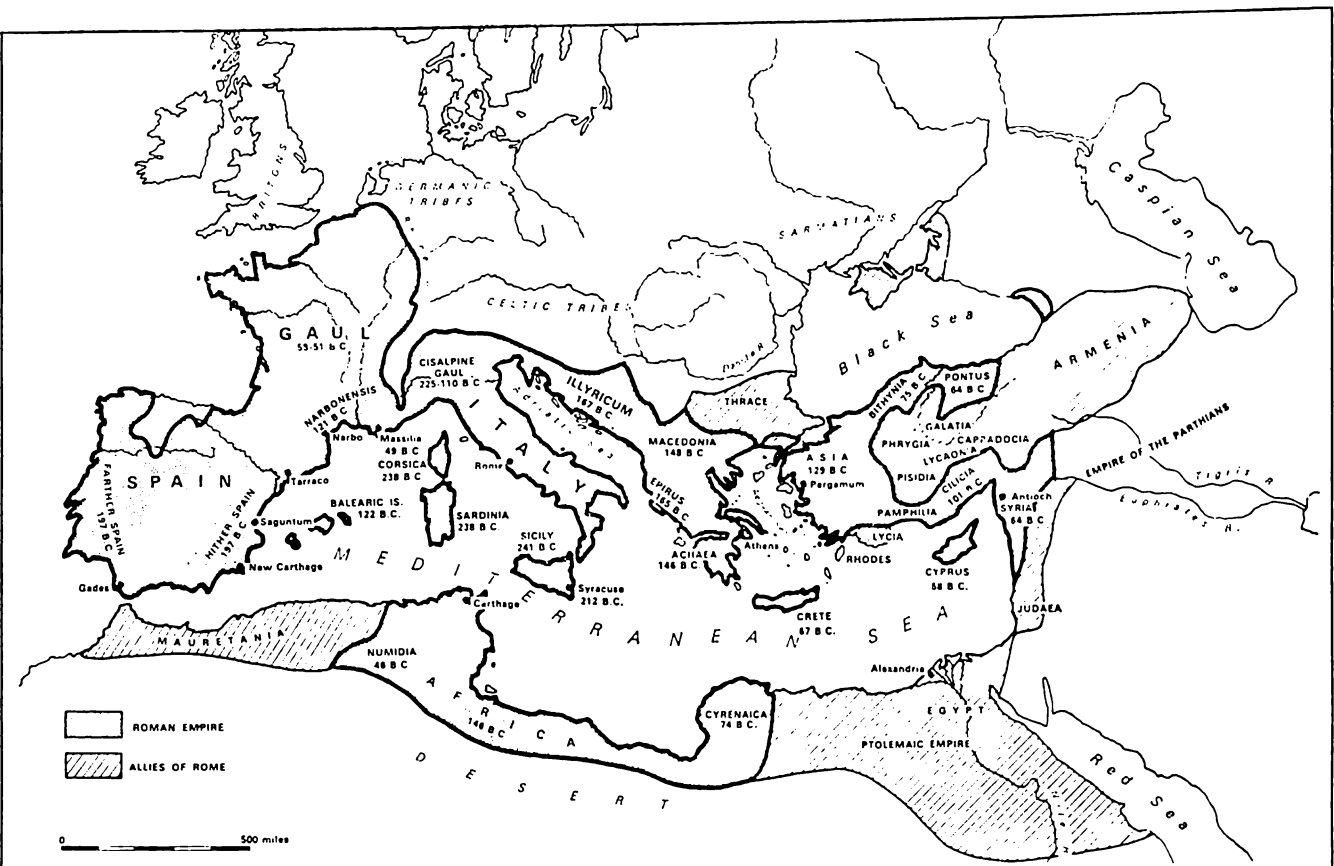 BRITONS
GERMANIC
TRIBES
SARMATIANS
Caspian Sea
CELTIC TRIBES
GAUL
55-51 B C
CISALPINE
GAUL
225-110 B C
Danube R
Black Sea
ARMENIA
ILLYRICUM
167 B C
Adriatic Sea
THRACE
BITHYNIA
75 B C
PONTUS
64 B C
NARBONENSIS
121 B C
Narbo
Massilia
49 B C
CORSICA
238 B C
ITALY
Rome
MACEDONIA
148 B C
GALATIA
PHRYGIA
CAPPADOCIA
LYCAONIA
PISIDIA
CILICIA
101 B.C
PAMPHILIA
ASIA
129 B C
Pergamum
EMPIRE OF THE PARTHIANS
Tigris R
Euphrates R.
SPAIN
FARTHER SPAIN
197 B C
HITHER SPAIN
197 B C
Tarraco
Saguntum
BALEARIC IS.
122 B.C.
SARDINIA
238 B C
EPIRUS
165 B C
ACHAEA
146 B.C.
Athens
LYCIA
RHODES
Antioch
SYRIA
64 B C
New Carthage
Gades
SICILY
241 B C
Syracuse
212 B.C.
CYPRUS
58 B.C.
CRETE
67 B.C.
JUDAEA
MEDITERRANEAN SEA
Carthage
MAURETANIA
NUMIDIA
46 B C
AFRICA
146 B C
CYRENAICA
74 B C.
Alexandria
EGYPT
PTOLEMAIC EMPIRE
Red Sea
DESERT
ROMAN EMPIRE
ALLIES OF ROME
0 500 miles